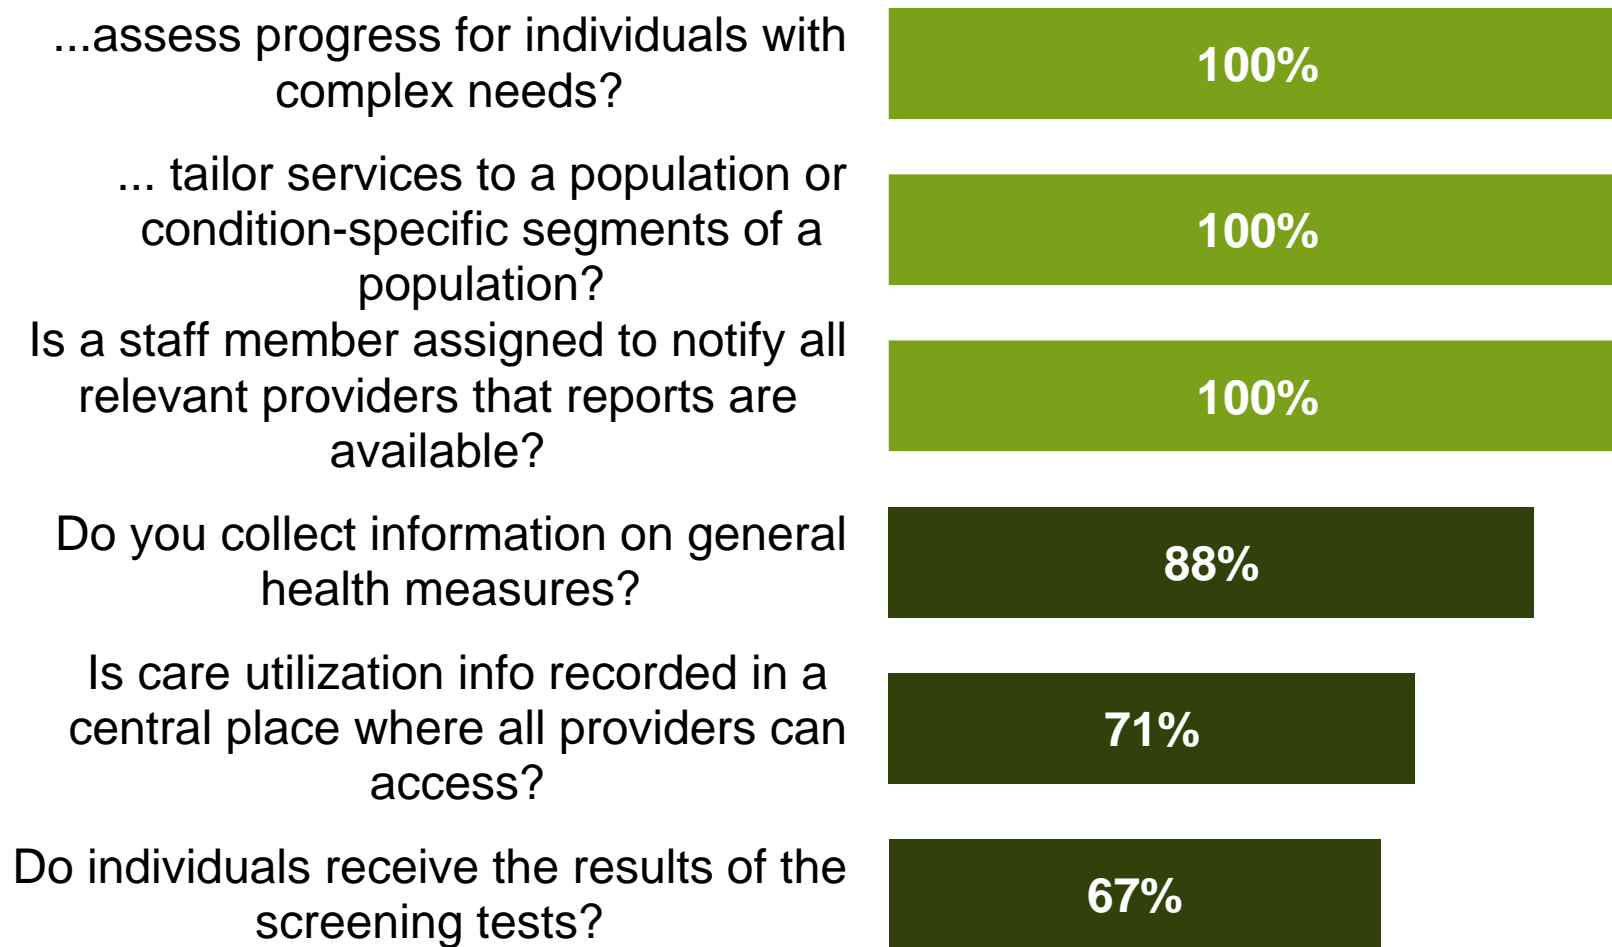 ...assess progress for individuals with
complex needs?
100%
... tailor services to a population or
condition-specific segments of a
population?
100%
Is a staff member assigned to notify all
relevant providers that reports are
available?
100%
Do you collect information on general
health measures?
88%
Is care utilization info recorded in a
central place where all providers can
access?
71%
Do individuals receive the results of the
screening tests?
67%